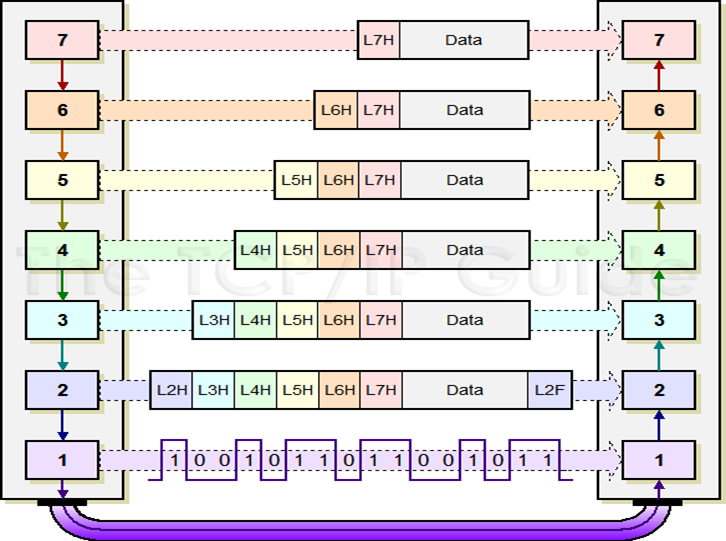 7 L7H Data 7
6 L6H L7H Data 6
5 L5H L6H L7H Data 5
4 L4H L5H L6H L7H Data 4
The TCP/IP Guide
3 L3H L4H L5H L6H L7H Data 3
2 L2H L3H L4H L5H L6H L7H Data L2F 2
1 1 0 0 1 0 1 1 0 1 1 0 0 1 0 1 1 1